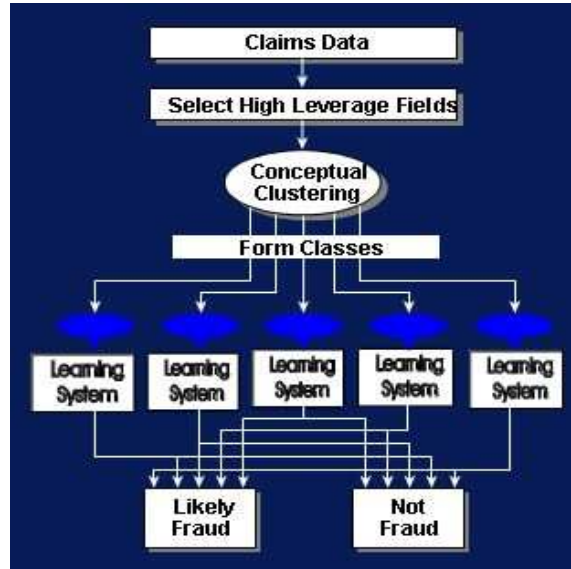 Claims Data
Select High Leverage Fields
Conceptual
Clustering
Form Classes
Learning
System
Learning
System
Learning
System
Learning
System
Learning
System
Likely
Fraud
Not
Fraud